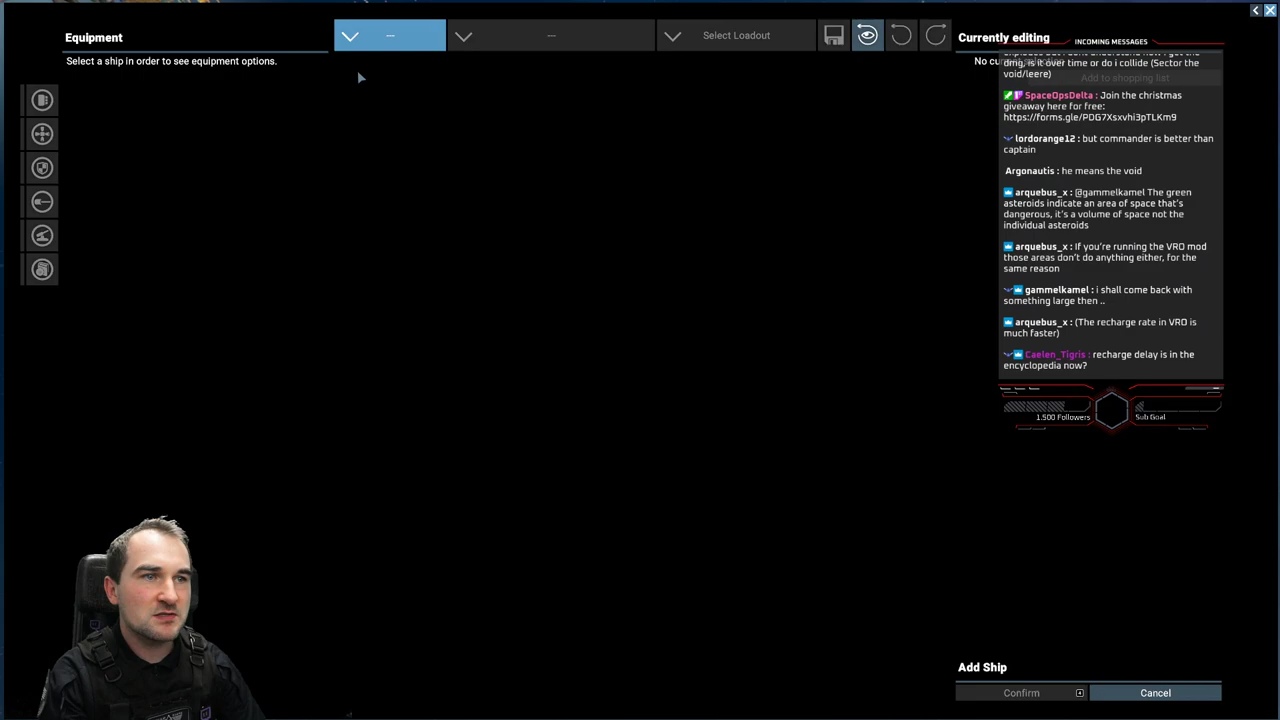 Equipment
---
---
Select Loadout
Currently editing
Select a ship in order to see equipment options.
INCOMING MESSAGES
Add to shopping list
dmg, is it over time or do i collide (Sector the
void/leere)
SpaceOpsDelta : Join the christmas
giveaway here for free:
https://forms.gle/PDG7Xsxvhi3pTLKm9
lordorange12 : but commander is better than
captain
Argonautis : he means the void
arquebus_x : @gammelkamel The green
asteroids indicate an area of space that's
dangerous, it's a volume of space not the
individual asteroids
arquebus_x : If you're running the VRO mod
those areas don't do anything either, for the
same reason
gammelkamel : i shall come back with
something large then ..
arquebus_x : (The recharge rate in VRO is
much faster)
Caelen_Tigris : recharge delay is in the
encyclopedia now?
1.500 Followers
Sub Goal
Add Ship
Confirm
Cancel